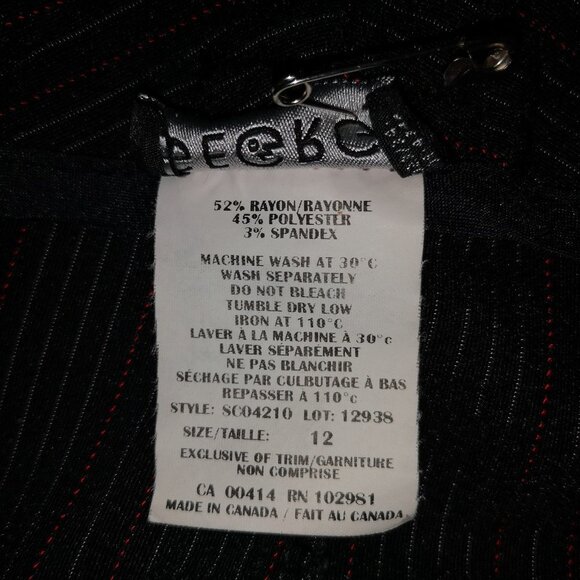 52% RAYON/RAYONNE
45% POLYESTER
3% SPANDEX
MACHINE WASH AT 30°C
WASH SEPARATELY
DO NOT BLEACH
TUMBLE DRY LOW
IRON AT 110°C
LAVER À LA MACHINE À 30°C
LAVER SÉPAREMENT
NE PAS BLANCHIR
SÉCHAGE PAR CULBUTAGE À BAS
REPASSER À 110°C
STYLE: SC04210 LOT: 12938
SIZE/TAILLE: 12
EXCLUSIVE OF TRIM/GARNITURE
NON COMPRISE
CA 00414 RN 102981
MADE IN CANADA / FAIT AU CANADA